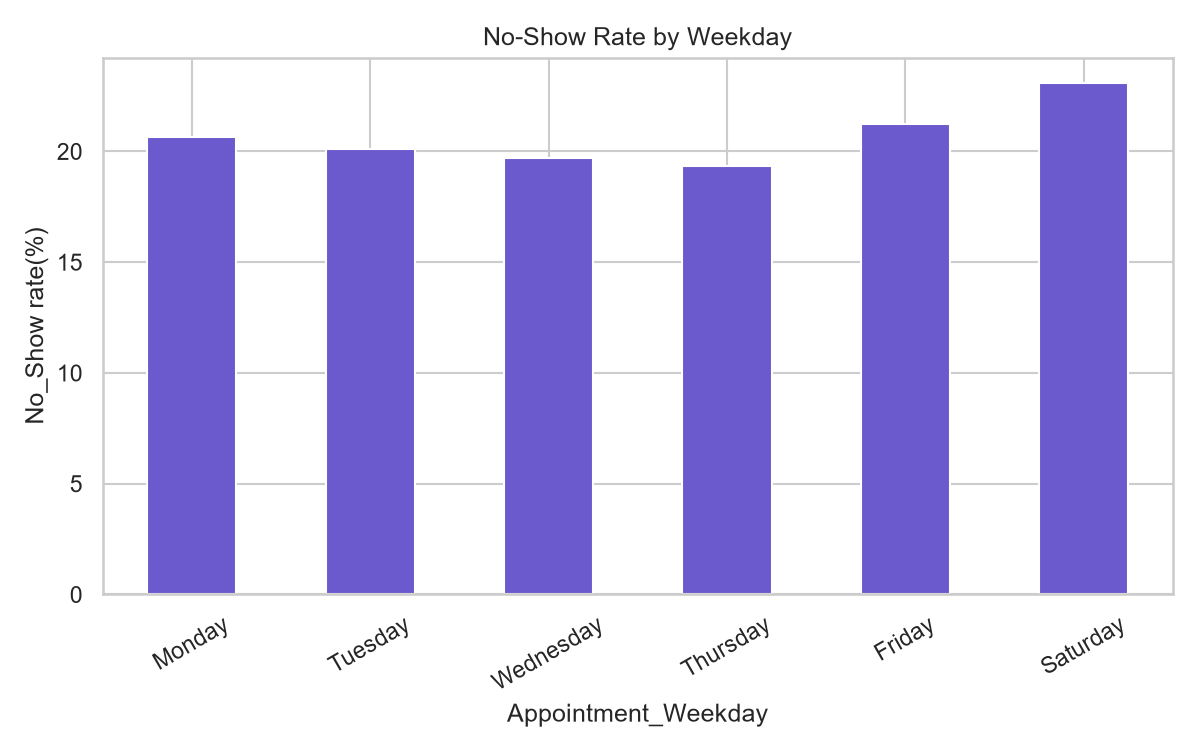 No-Show Rate by Weekday
No_Show rate(%)
20
15
10
5
0
Monday
Tuesday
Wednesday
Thursday
Friday
Saturday
Appointment_Weekday